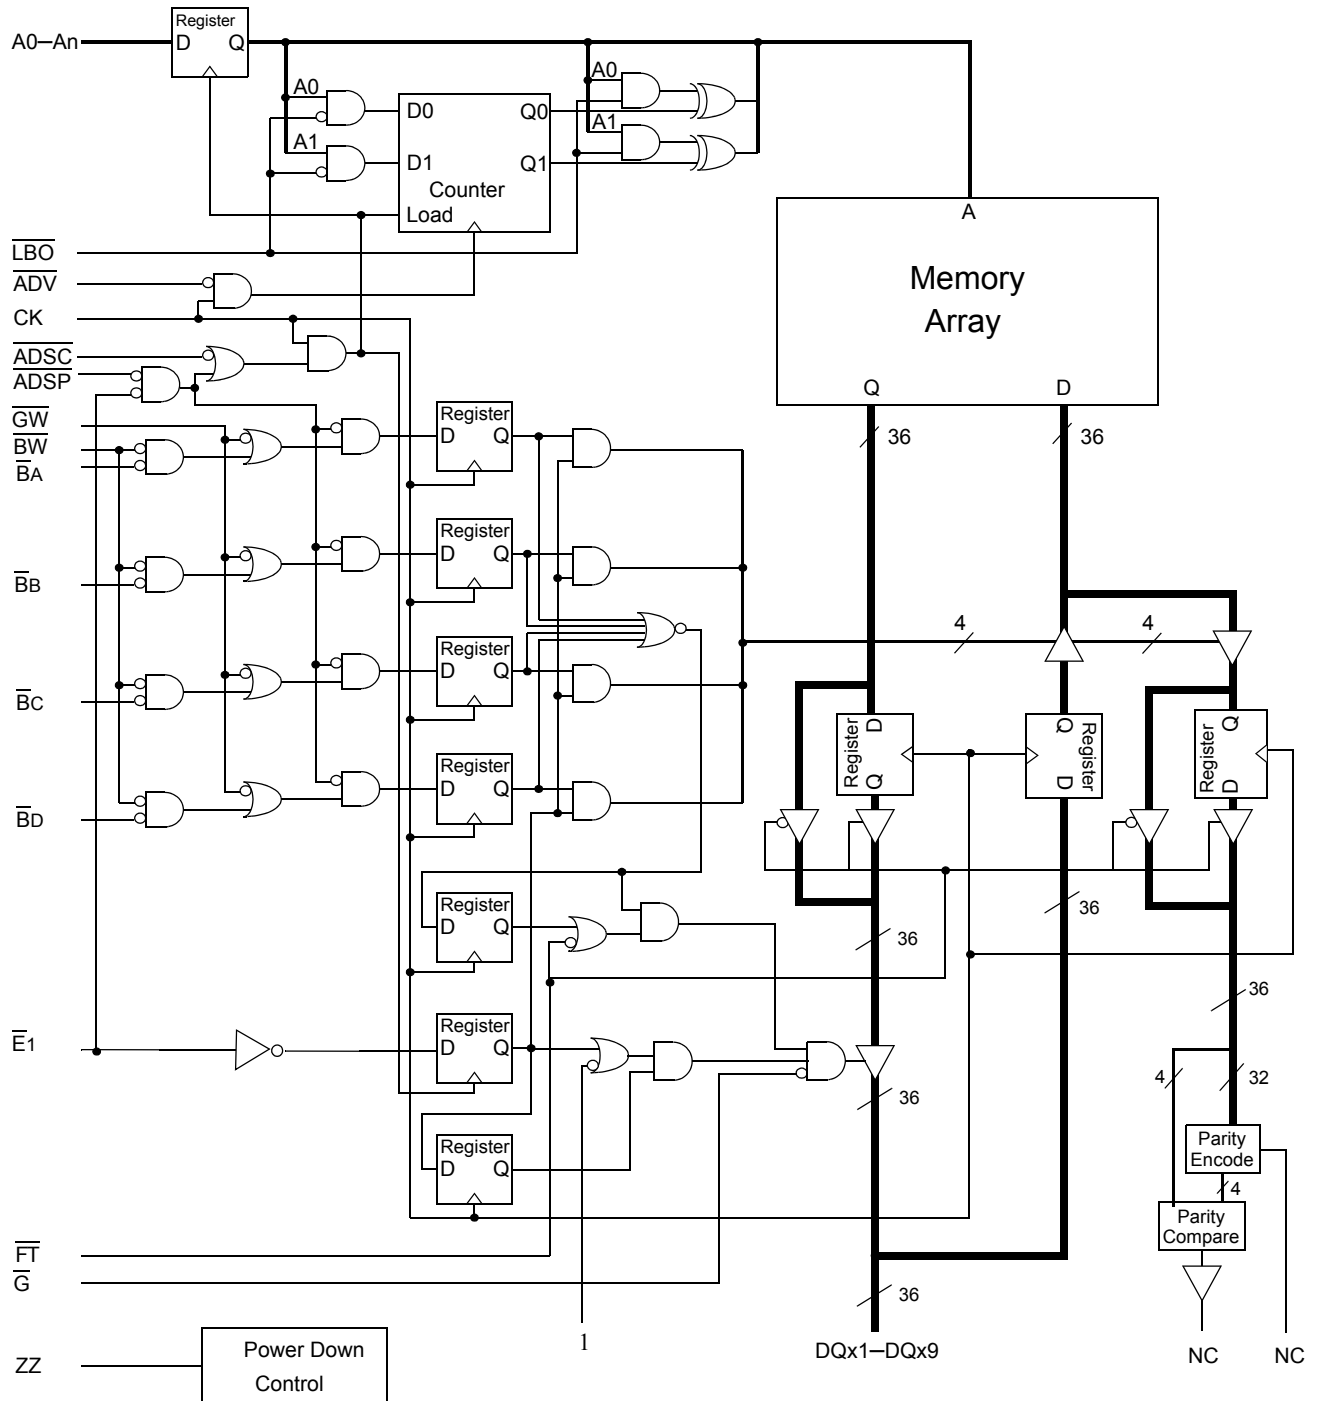 Register
A0–An
D Q
A0
A0
D0
Q0
A1
A1
D1
Q1
Counter
Load
A
LBO
ADV
Memory
Array
CK
ADSC
ADSP
Q
D
GW
Register
36
36
BW
D Q
BA
Register
D Q
BB
4
4
Register
D Q
BC
Register
D
Q
Q
D
Register
Register
Q
D
Register
D Q
BD
Register
D Q
36
36
36
Register
D Q
E1
4
32
36
Register
D Q
Parity
Encode
4
Parity
Compare
FT
G
36
1
DQx1–DQx9
NC
NC
ZZ
Power Down
Control